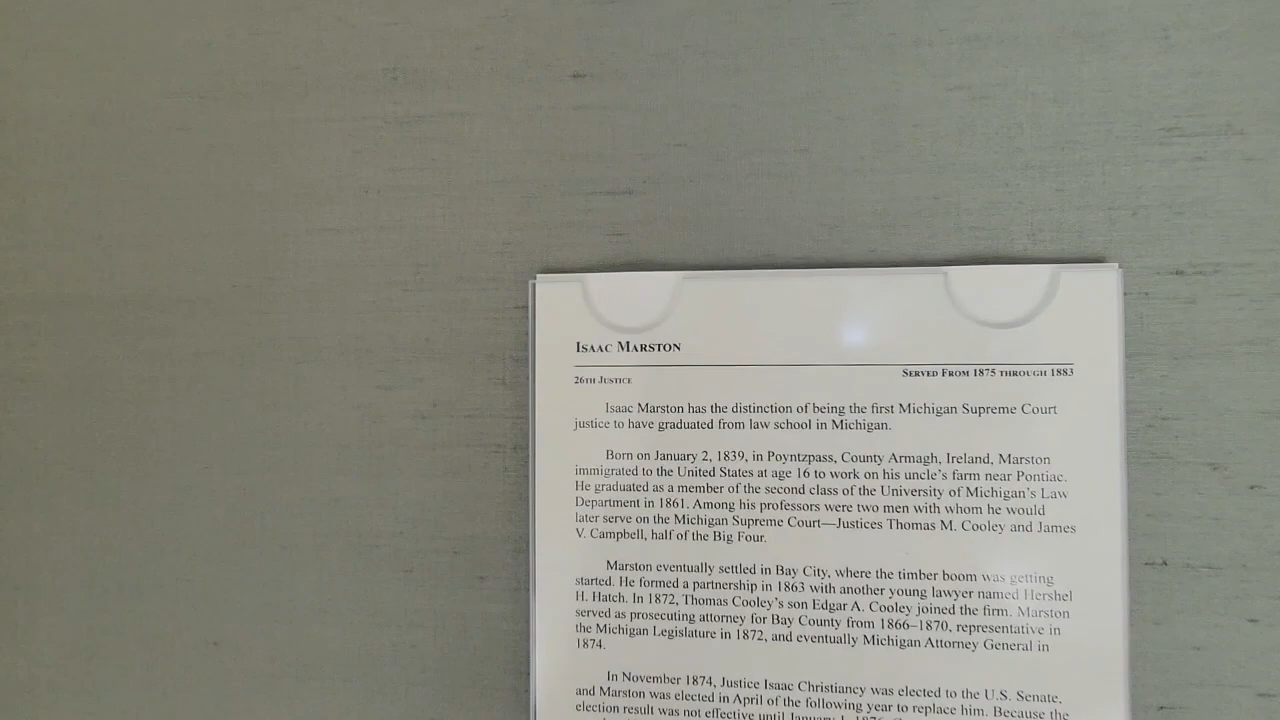 ISAAC MARSTON
26TH JUSTICE
SERVED FROM 1875 THROUGH 1883
Isaac Marston has the distinction of being the first Michigan Supreme Court
justice to have graduated from law school in Michigan.
Born on January 2, 1839, in Poyntzpass, County Armagh, Ireland, Marston
immigrated to the United States at age 16 to work on his uncle's farm near Pontiac.
He graduated as a member of the second class of the University of Michigan's Law
Department in 1861. Among his professors were two men with whom he would
later serve on the Michigan Supreme Court—Justices Thomas M. Cooley and James
V. Campbell, half of the Big Four.
Marston eventually settled in Bay City, where the timber boom was getting
started. He formed a partnership in 1863 with another young lawyer named Hershel
H. Hatch. In 1872, Thomas Cooley's son Edgar A. Cooley joined the firm. Marston
served as prosecuting attorney for Bay County from 1866–1870, representative in
the Michigan Legislature in 1872, and eventually Michigan Attorney General in
1874.
In November 1874, Justice Isaac Christiancy was elected to the U.S. Senate,
and Marston was elected in April of the following year to replace him. Because the
election result was not effective until January 1,